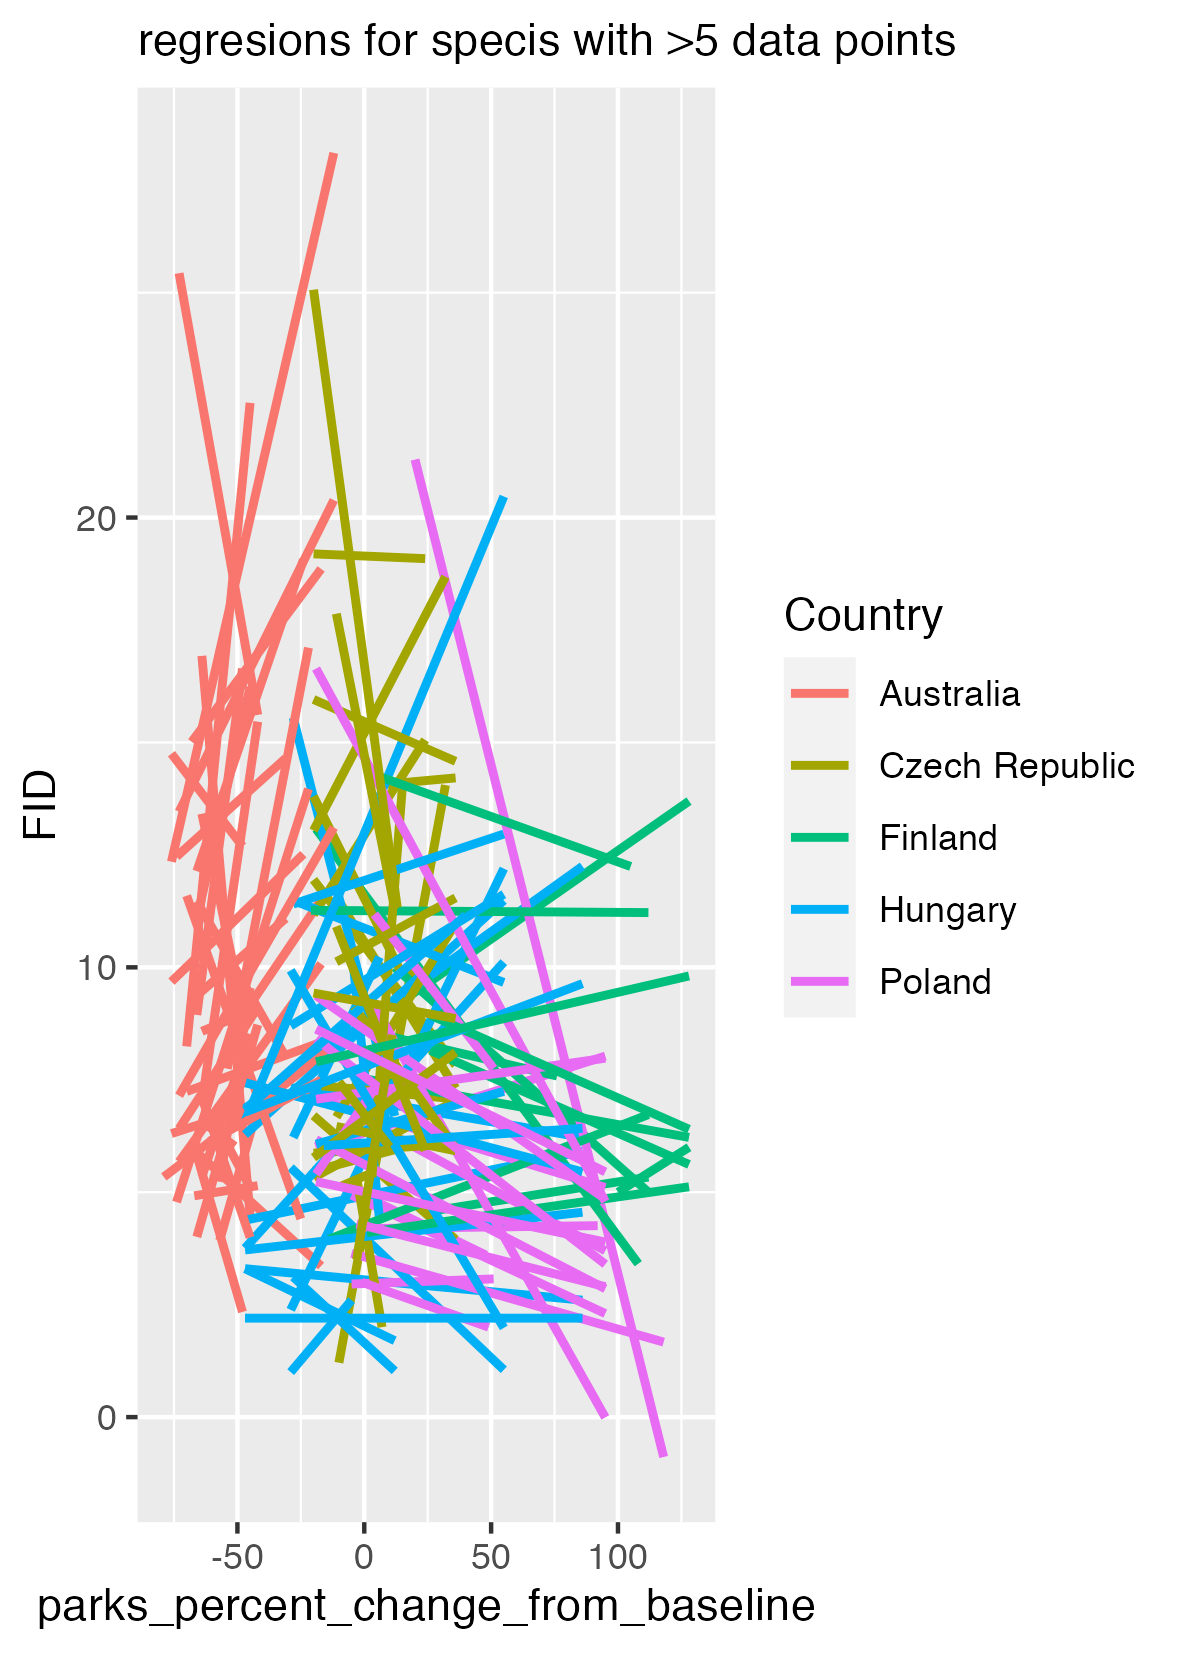 regresions for specis with >5 data points
FID
20
10
0
-50
0
50
100
parks_percent_change_from_baseline
Country
Australia
Czech Republic
Finland
Hungary
Poland